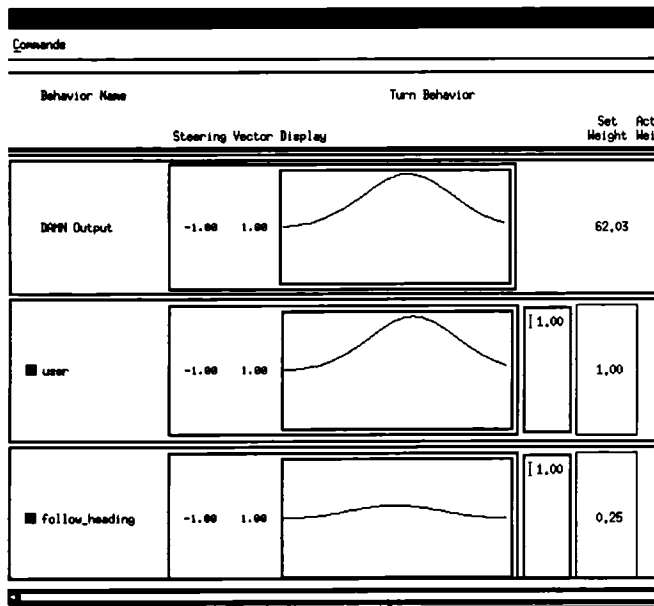 Commands
Behavior Name Turn Behavior
Set Act
Steering Vector Display Weight Wei
DAMN Output -1.00 1.00 62.03
user -1.00 1.00 1.00 1.00
follow_heading -1.00 1.00 1.00 0.25